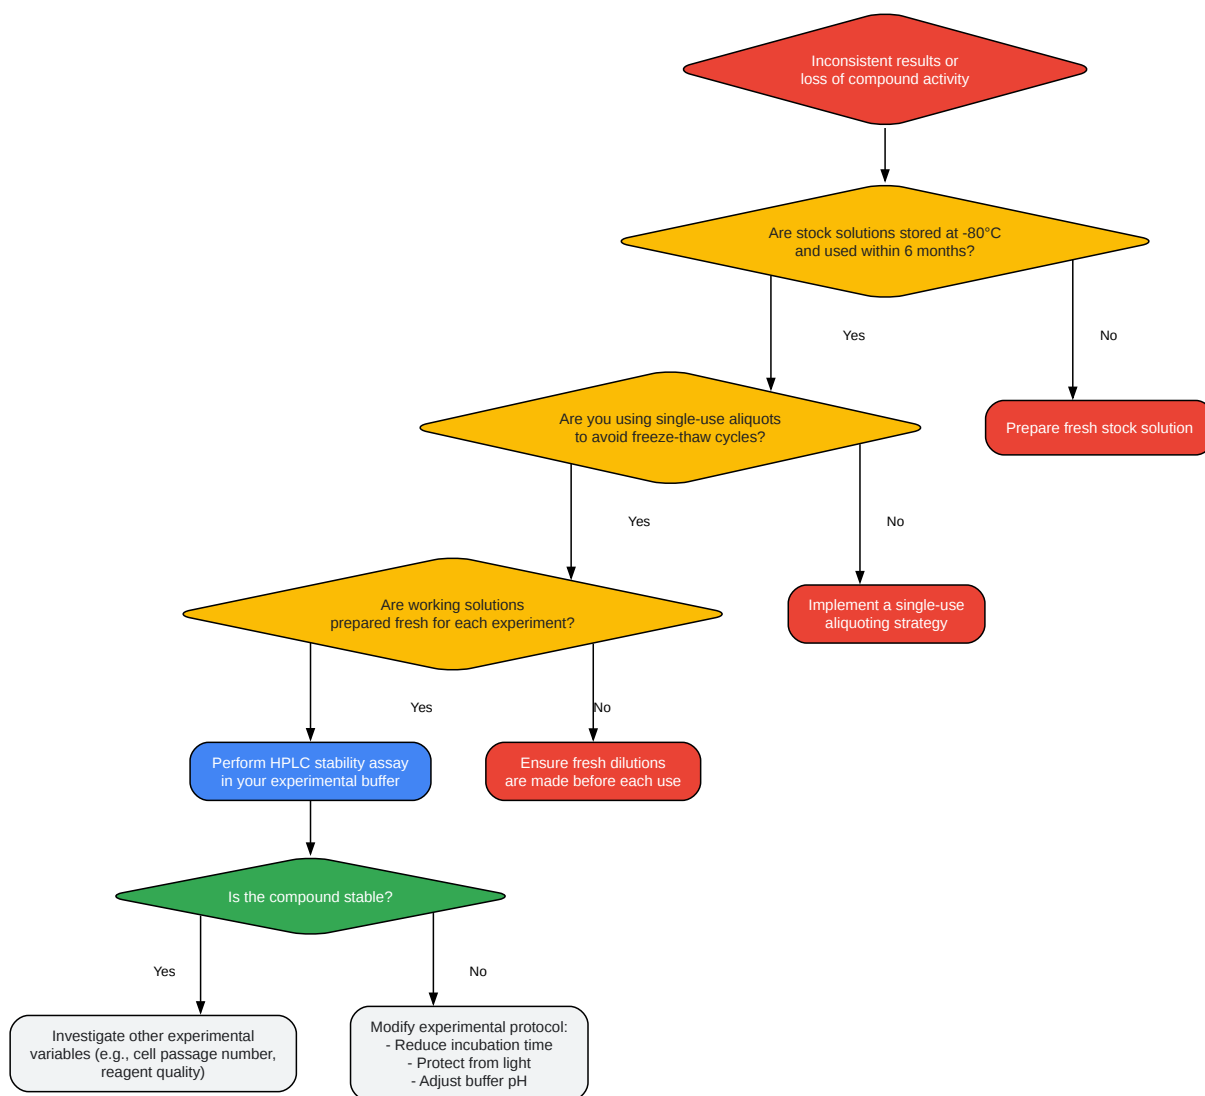 Inconsistent results or
loss of compound activity
Are stock solutions stored at -80°C
and used within 6 months?
Yes
No
Are you using single-use aliquots
to avoid freeze-thaw cycles?
Prepare fresh stock solution
Yes
No
Are working solutions
prepared fresh for each experiment?
Implement a single-use
aliquoting strategy
Yes
No
Perform HPLC stability assay
in your experimental buffer
Ensure fresh dilutions
are made before each use
Is the compound stable?
Yes
No
Investigate other experimental
variables (e.g., cell passage number,
reagent quality)
Modify experimental protocol:
- Reduce incubation time
- Protect from light
- Adjust buffer pH